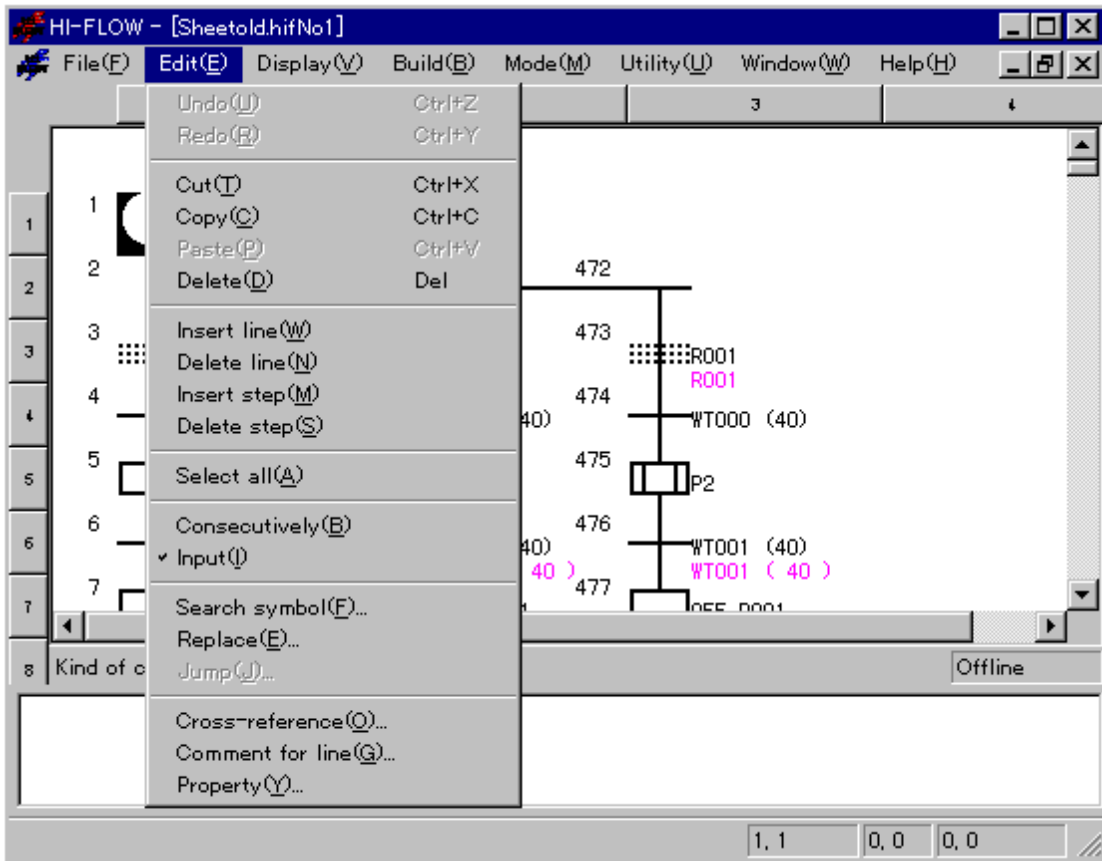 HI-FLOW - [Sheetold.hifNo1]
File(F) Edit(E) Display(V) Build(B) Mode(M) Utility(U) Window(W) Help(H)
3 4
Undo(U) Ctrl+Z
Redo(R) Ctrl+Y
Cut(T) Ctrl+X
Copy(C) Ctrl+C
Paste(P) Ctrl+V
Delete(D) Del
Insert line(W)
Delete line(N)
Insert step(M)
Delete step(S)
Select all(A)
Consecutively(B)
Input(I)
Search symbol(F)...
Replace(E)...
Jump(J)...
Cross-reference(O)...
Comment for line(G)...
Property(Y)...
1 1
2 2 472
3 3 473 R001
R001
4 4 40) 474 WT000 (40)
5 5 475 P2
6 6 40) 476 WT001 (40)
40 ) WT001 ( 40 )
7 7 477
8 Kind of c Offline
1, 1 0, 0 0, 0